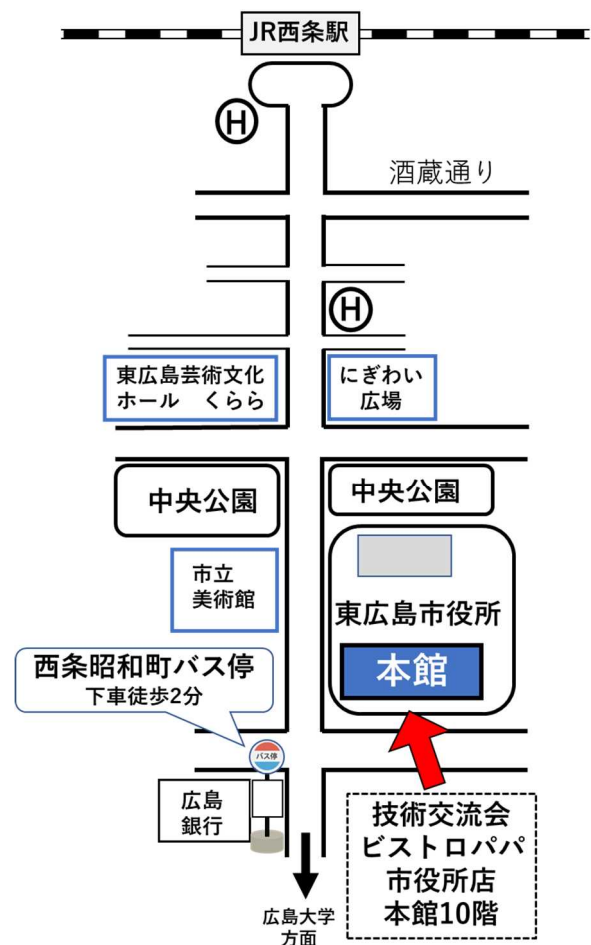 JR西条駅
H
酒蔵通り
H
東広島芸術文化
ホール　くらら
にぎわい
広場
中央公園
中央公園
市立
美術館
東広島市役所
本館
西条昭和町バス停
下車徒歩2分
バス停
広島
銀行
技術交流会
ビストロパパ
市役所店
本館10階
広島大学
方面